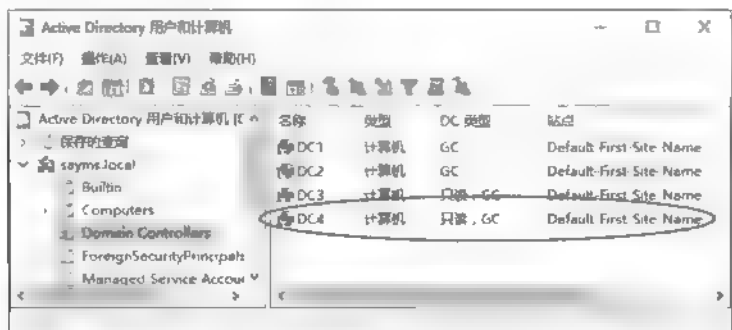 Active Directory 用户和计算机
文件(F) 操作(A) 查看(V) 帮助(H)
Active Directory 用户和计算机 [C
保存的查询
sayms.local
Builtin
Computers
Domain Controllers
ForeignSecurityPrincipals
Managed Service Accour
名称 类型 DC 类型 站点
DC1 计算机 GC Default-First-Site-Name
DC2 计算机 GC Default-First-Site-Name
DC3 计算机 只读, GC Default-First-Site-Name
DC4 计算机 只读, GC Default-First-Site-Name